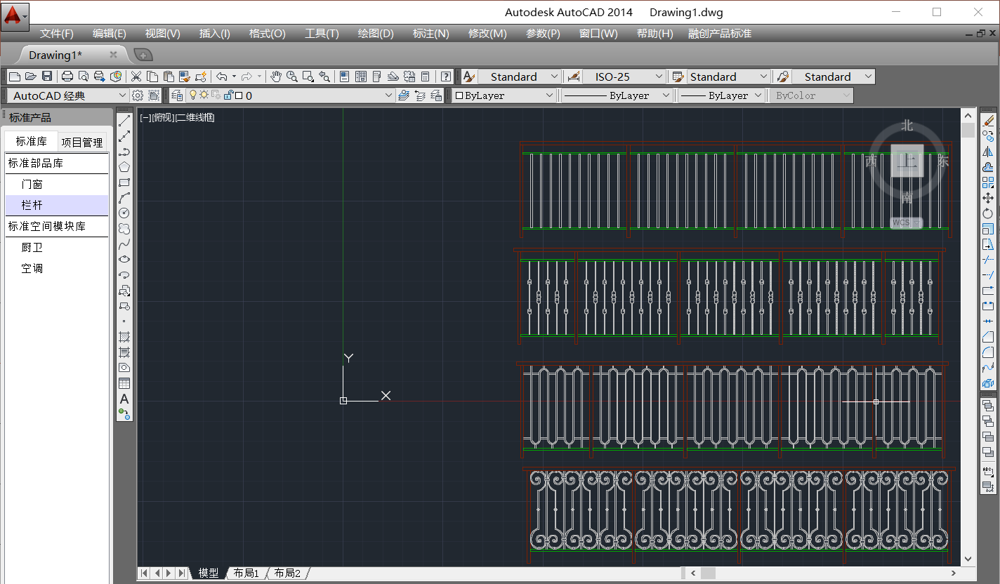 Autodesk AutoCAD 2014 Drawing1.dwg
文件(F) 编辑(E) 视图(V) 插入(I) 格式(O) 工具(T) 绘图(D) 标注(N) 修改(M) 参数(P) 窗口(W) 帮助(H) 融创产品标准
Drawing1*
Standard ISO-25 Standard Standard
AutoCAD 经典 0 ByLayer ByLayer ByLayer ByColor
标准产品
[−][俯视][二维线框]
标准库 项目管理
标准部品库
门窗
栏杆
标准空间模块库
厨卫
空调
北
西 上 东
南
WCS
Y
X
A
ABC
模型 布局1 布局2